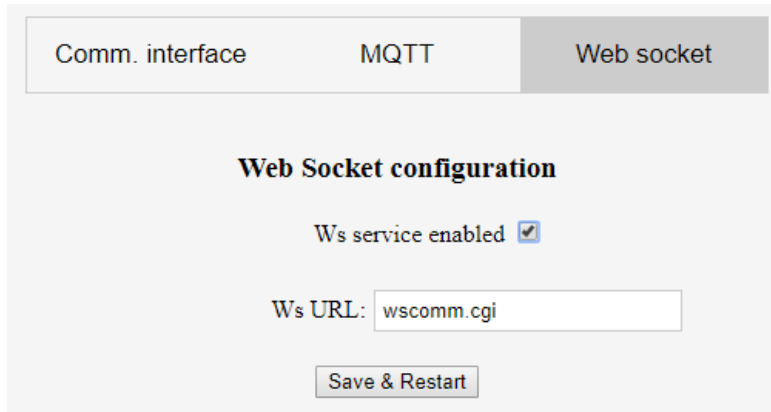 Comm. interface MQTT Web socket
Web Socket configuration
Ws service enabled
Ws URL: wscomm.cgi
Save & Restart